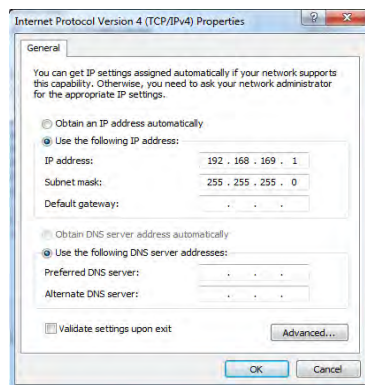 Internet Protocol Version 4 (TCP/IPv4) Properties
General
You can get IP settings assigned automatically if your network supports
this capability. Otherwise, you need to ask your network administrator
for the appropriate IP settings.
Obtain an IP address automatically
Use the following IP address:
IP address: 192 . 168 . 169 . 1
Subnet mask: 255 . 255 . 255 . 0
Default gateway: . . .
Obtain DNS server address automatically
Use the following DNS server addresses:
Preferred DNS server: . . .
Alternate DNS server: . . .
Validate settings upon exit
Advanced...
OK Cancel